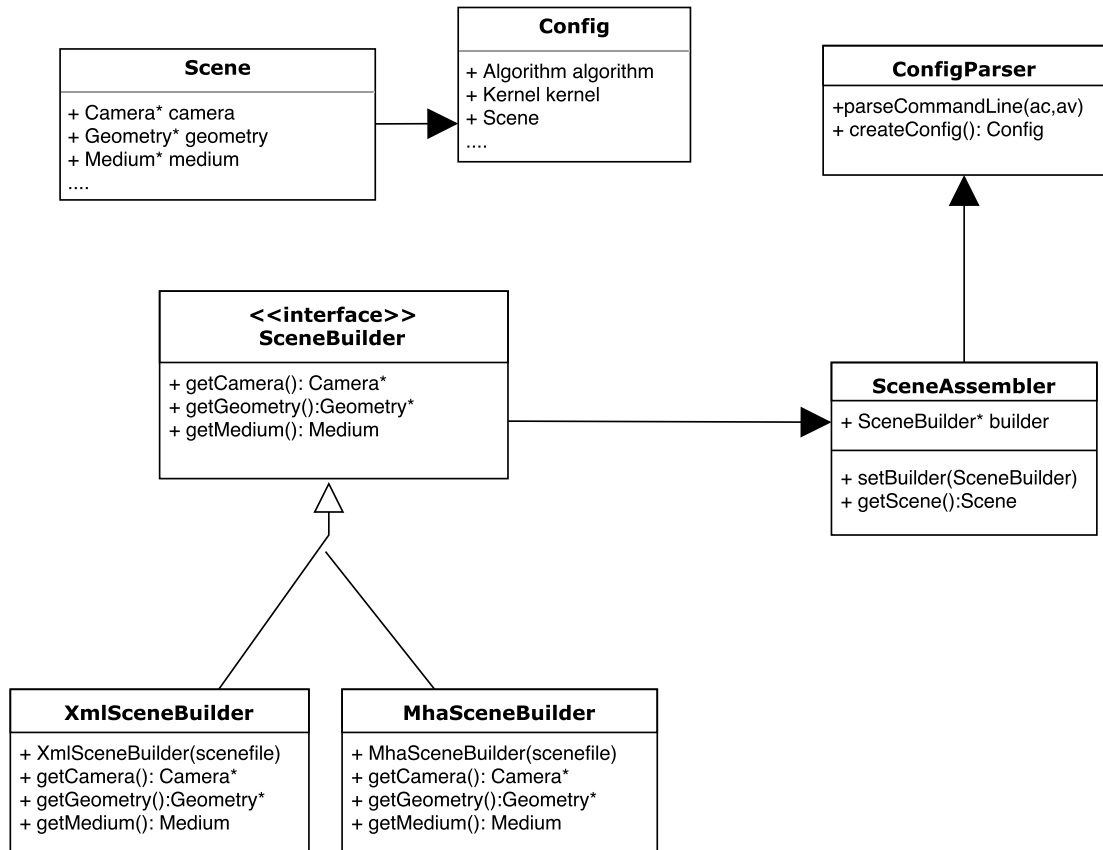 Scene
+ Camera* camera
+ Geometry* geometry
+ Medium* medium
....
Config
+ Algorithm algorithm
+ Kernel kernel
+ Scene
....
ConfigParser
+parseCommandLine(ac,av)
+ createConfig(): Config
<<interface>>
SceneBuilder
+ getCamera(): Camera*
+ getGeometry():Geometry*
+ getMedium(): Medium
SceneAssembler
+ SceneBuilder* builder
+ setBuilder(SceneBuilder)
+ getScene():Scene
XmlSceneBuilder
+ XmlSceneBuilder(scenefile)
+ getCamera(): Camera*
+ getGeometry():Geometry*
+ getMedium(): Medium
MhaSceneBuilder
+ MhaSceneBuilder(scenefile)
+ getCamera(): Camera*
+ getGeometry():Geometry*
+ getMedium(): Medium